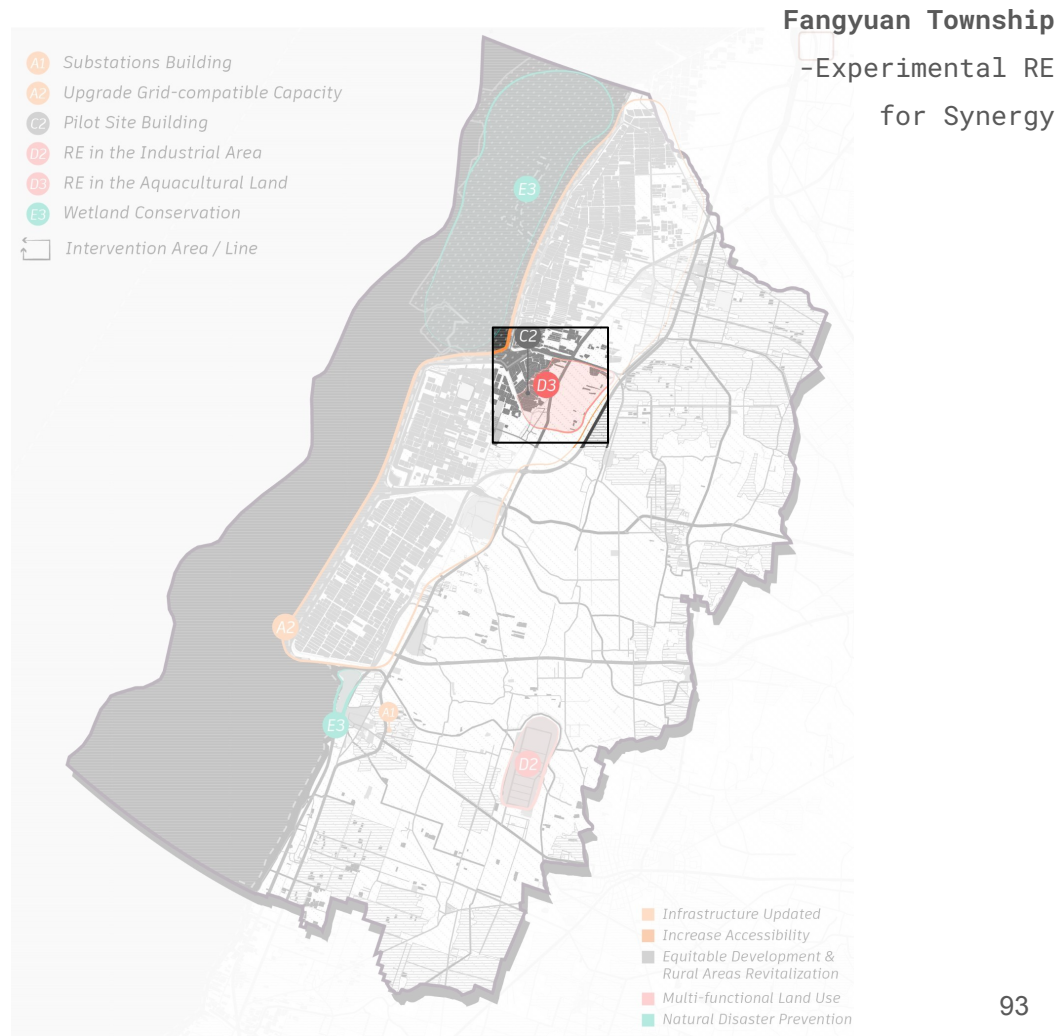 Fangyuan Township
-Experimental RE
for Synergy
A1 Substations Building
A2 Upgrade Grid-compatible Capacity
C2 Pilot Site Building
D2 RE in the Industrial Area
D3 RE in the Aquacultural Land
E3 Wetland Conservation
Intervention Area / Line
E3
C2
D3
A2
E3
A1
D2
Infrastructure Updated
Increase Accessibility
Equitable Development &
Rural Areas Revitalization
Multi-functional Land Use
Natural Disaster Prevention
93